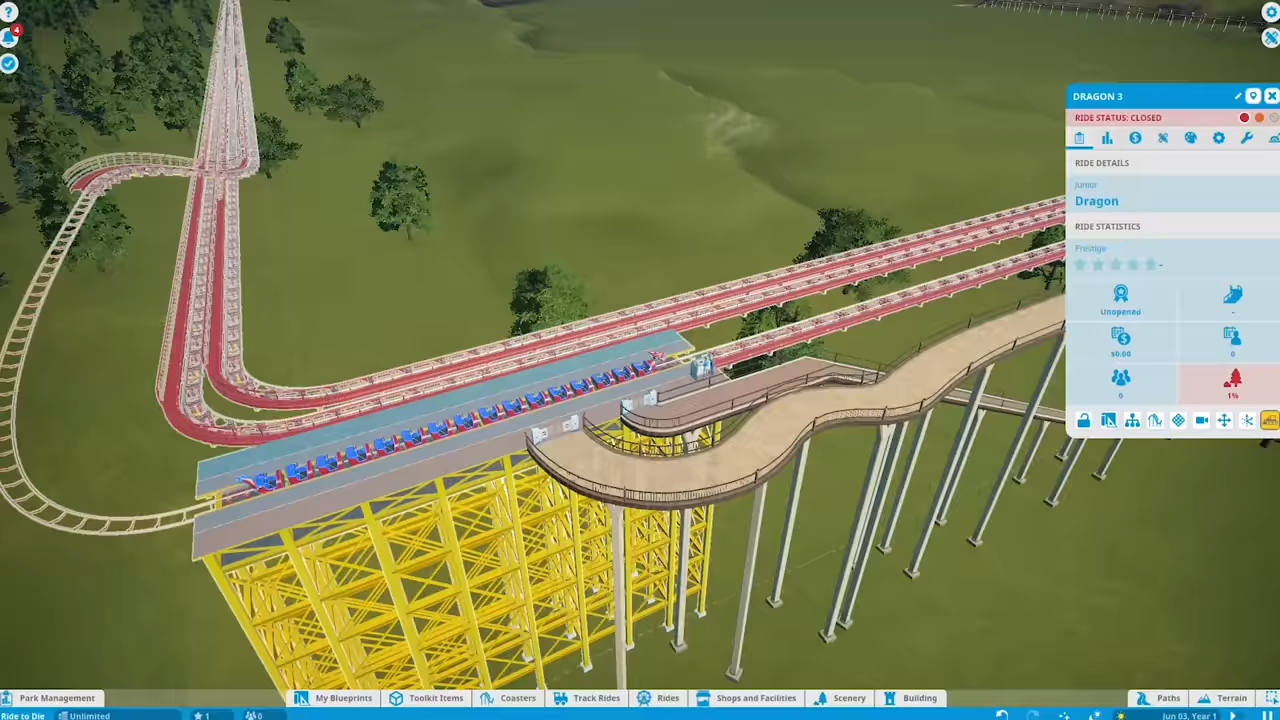 ?
4
DRAGON 3
RIDE STATUS: CLOSED
RIDE DETAILS
Junior
Dragon
RIDE STATISTICS
Prestige
-
Unopened
-
$0.00
0
0
1%
Park Management
My Blueprints
Toolkit Items
Coasters
Track Rides
Rides
Shops and Facilities
Scenery
Building
Paths
Terrain
Ride to Die
Unlimited
1
0
Jun 03, Year 1